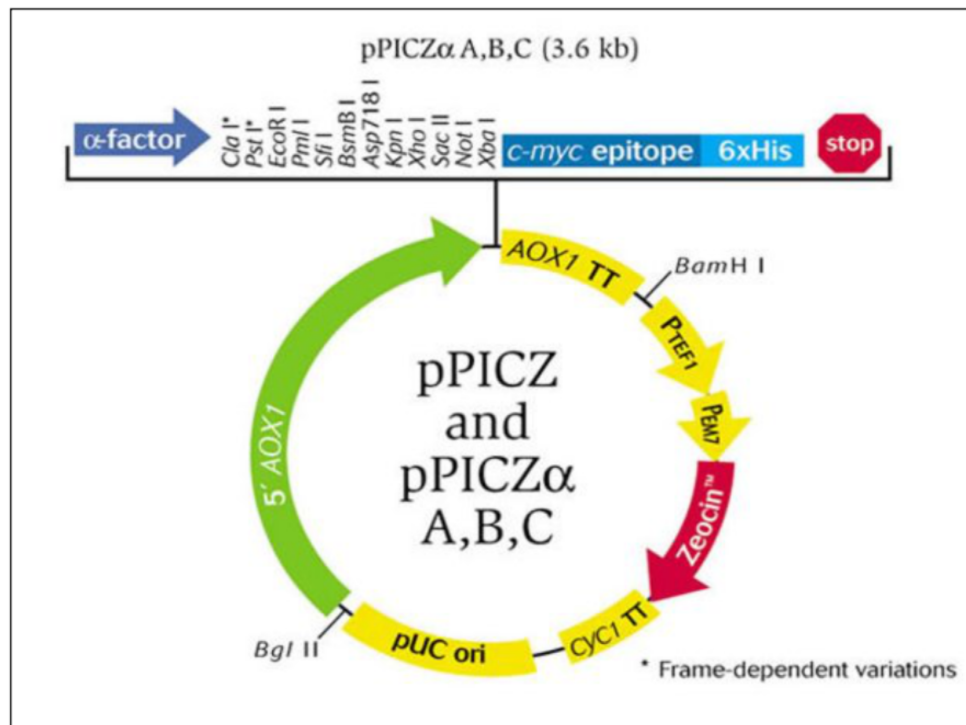 pPICZα A,B,C (3.6 kb)
α-factor
Cla I*
Pst I*
EcoR I
Pml I
Sfi I
BsmB I
Asp718 I
Kpn I
Xho I
Sac II
Not I
Xba I
c-myc epitope
6xHis
stop
AOX1 TT
BamH I
PTEF1
PEM7
Zeocin™
CYC1 TT
pUC ori
Bgl II
5´ AOX1
pPICZ
and
pPICZα
A,B,C
* Frame-dependent variations